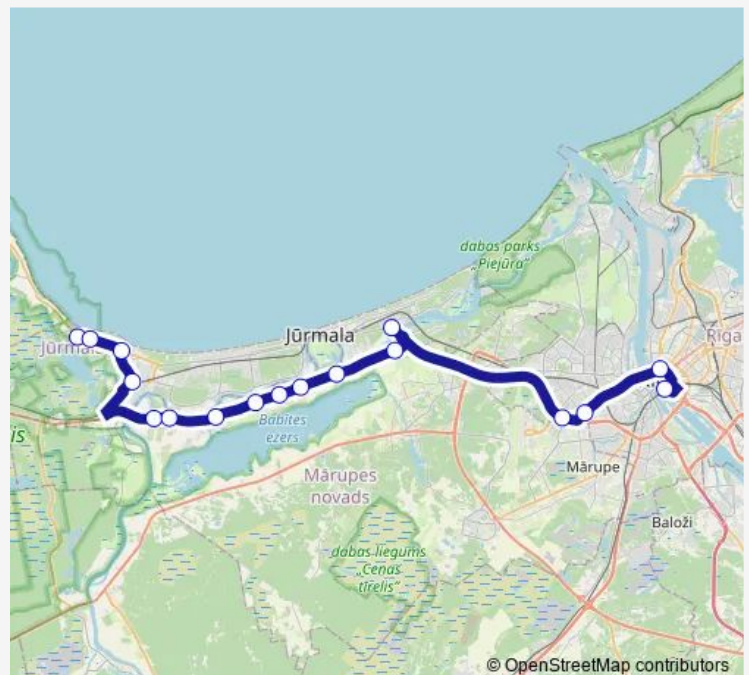 dabas parks
„Piejūra“
Jūrmala
Rīga
Babītes
ezers
Mārupes
novads
Mārupe
Baloži
dabas liegums
„Cenas
tīrelis“
© OpenStreetMap contributors